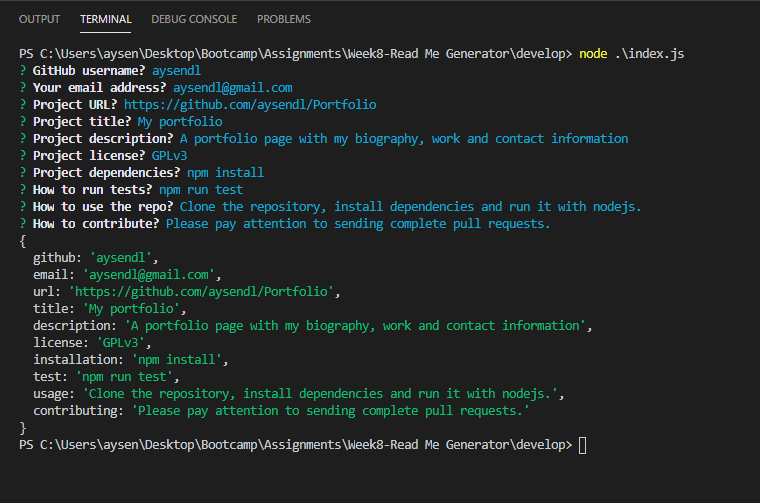 OUTPUT TERMINAL DEBUG CONSOLE PROBLEMS
PS C:\Users\aysen\Desktop\Bootcamp\Assignments\Week8-Read Me Generator\develop> node .\index.js
? GitHub username? aysendl
? Your email address? aysendl@gmail.com
? Project URL? https://github.com/aysendl/Portfolio
? Project title? My portfolio
? Project description? A portfolio page with my biography, work and contact information
? Project license? GPLv3
? Project dependencies? npm install
? How to run tests? npm run test
? How to use the repo? Clone the repository, install dependencies and run it with nodejs.
? How to contribute? Please pay attention to sending complete pull requests.
{
  github: 'aysendl',
  email: 'aysendl@gmail.com',
  url: 'https://github.com/aysendl/Portfolio',
  title: 'My portfolio',
  description: 'A portfolio page with my biography, work and contact information',
  license: 'GPLv3',
  installation: 'npm install',
  test: 'npm run test',
  usage: 'Clone the repository, install dependencies and run it with nodejs.',
  contributing: 'Please pay attention to sending complete pull requests.'
}
PS C:\Users\aysen\Desktop\Bootcamp\Assignments\Week8-Read Me Generator\develop>